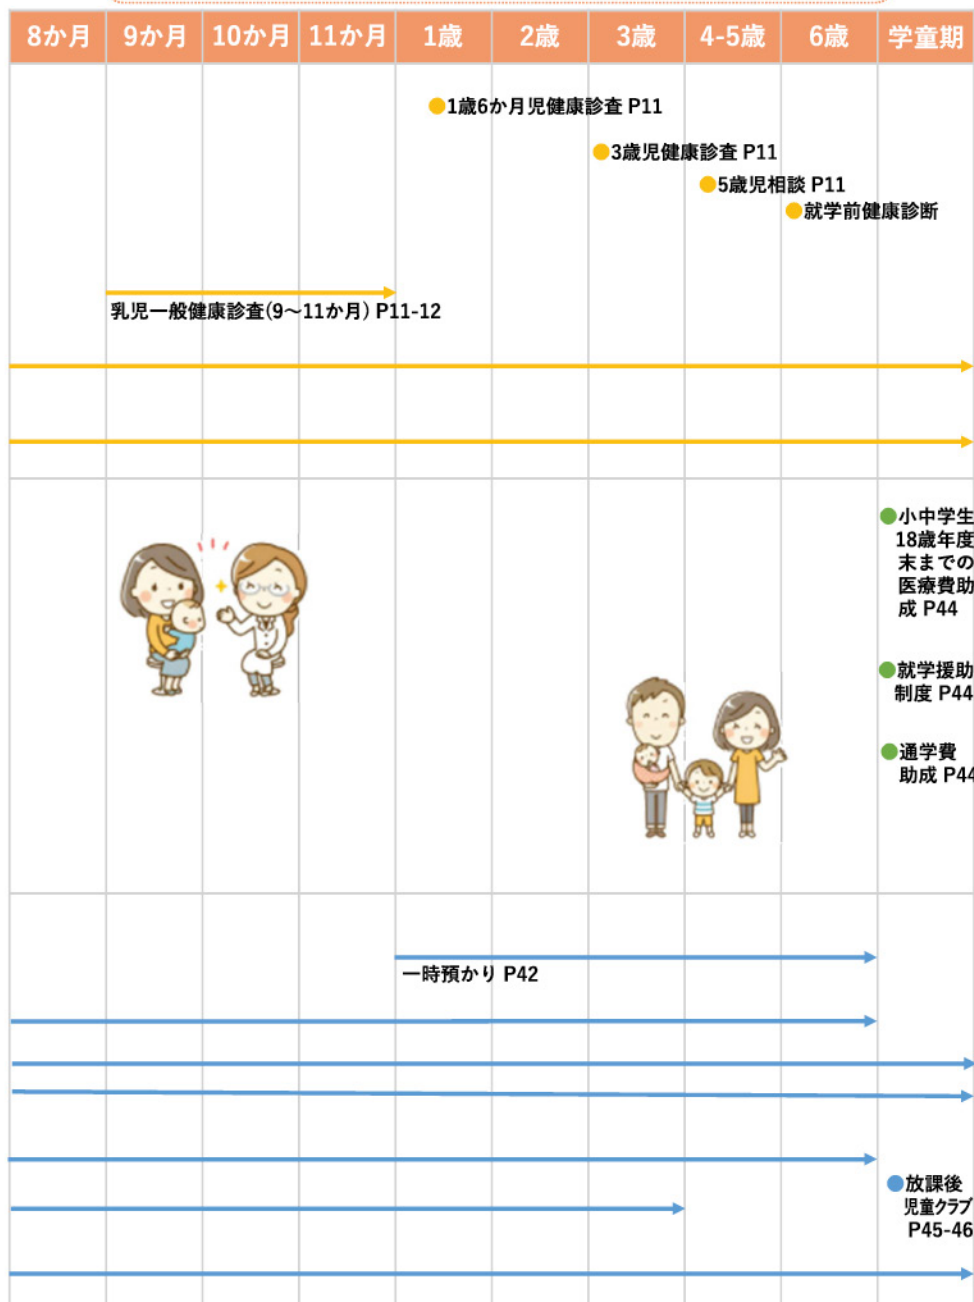 8か月 9か月 10か月 11か月 1歳 2歳 3歳 4-5歳 6歳 学童期
●1歳6か月児健康診査 P11
●3歳児健康診査 P11
●5歳児相談 P11
●就学前健康診断
乳児一般健康診査(9～11か月) P11-12
●小中学生
18歳年度
末までの
医療費助
成 P44
●就学援助
制度 P44
●通学費
助成 P44
一時預かり P42
●放課後
児童クラブ
P45-46